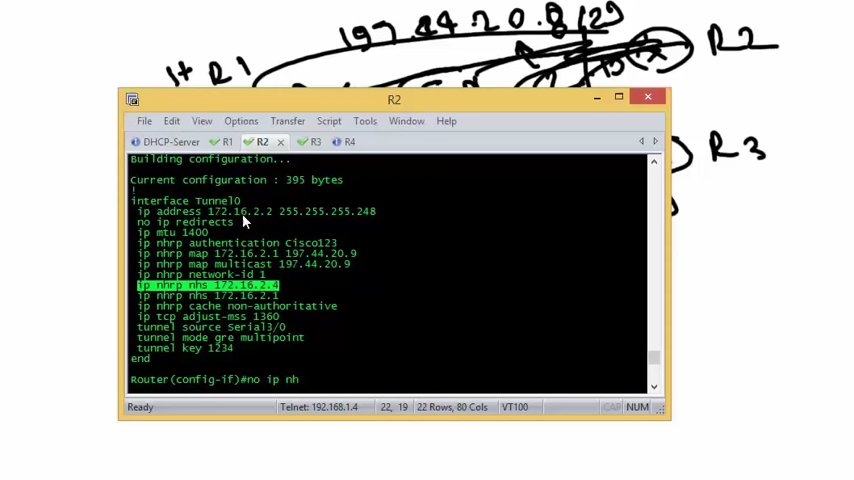 197.44.20.8 (29)
R2
R1
R3
R2
File Edit View Options Transfer Script Tools Window Help
DHCP-Server R1 R2 R3 R4
Building configuration...
Current configuration : 395 bytes
!
interface Tunnel0
ip address 172.16.2.2 255.255.255.248
no ip redirects
ip mtu 1400
ip nhrp authentication Cisco123
ip nhrp map 172.16.2.1 197.44.20.9
ip nhrp map multicast 197.44.20.9
ip nhrp network-id 1
ip nhrp nhs 172.16.2.4
ip nhrp nhs 172.16.2.1
ip nhrp cache non-authoritative
ip tcp adjust-mss 1360
tunnel source Serial3/0
tunnel mode gre multipoint
tunnel key 1234
end
Router(config-if)#no ip nh
Ready Telnet: 192.168.1.4 22, 19 22 Rows, 80 Cols VT100 CAP NUM